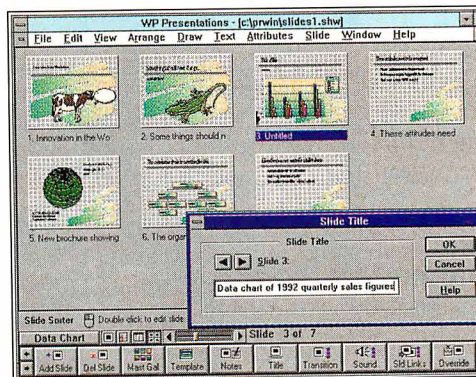 WP Presentations - [c:\prwin\slides1.shw]
File Edit View Arrange Draw Text Attributes Slide Window Help
1. Innovation in the Wo
2. Some things should n
3. Untitled
4. These attitudes need
5. New brochure showing
6. The organ
Slide Title
Slide Title
Slide 3:
Data chart of 1992 quarterly sales figures
OK
Cancel
Help
Slide Sorter
Double click to edit slide
Data Chart
Slide 3 of 7
Add Slide
Del Slide
Mast Gal
Template
Notes
Title
Transition
Sound
Sld Links
Override